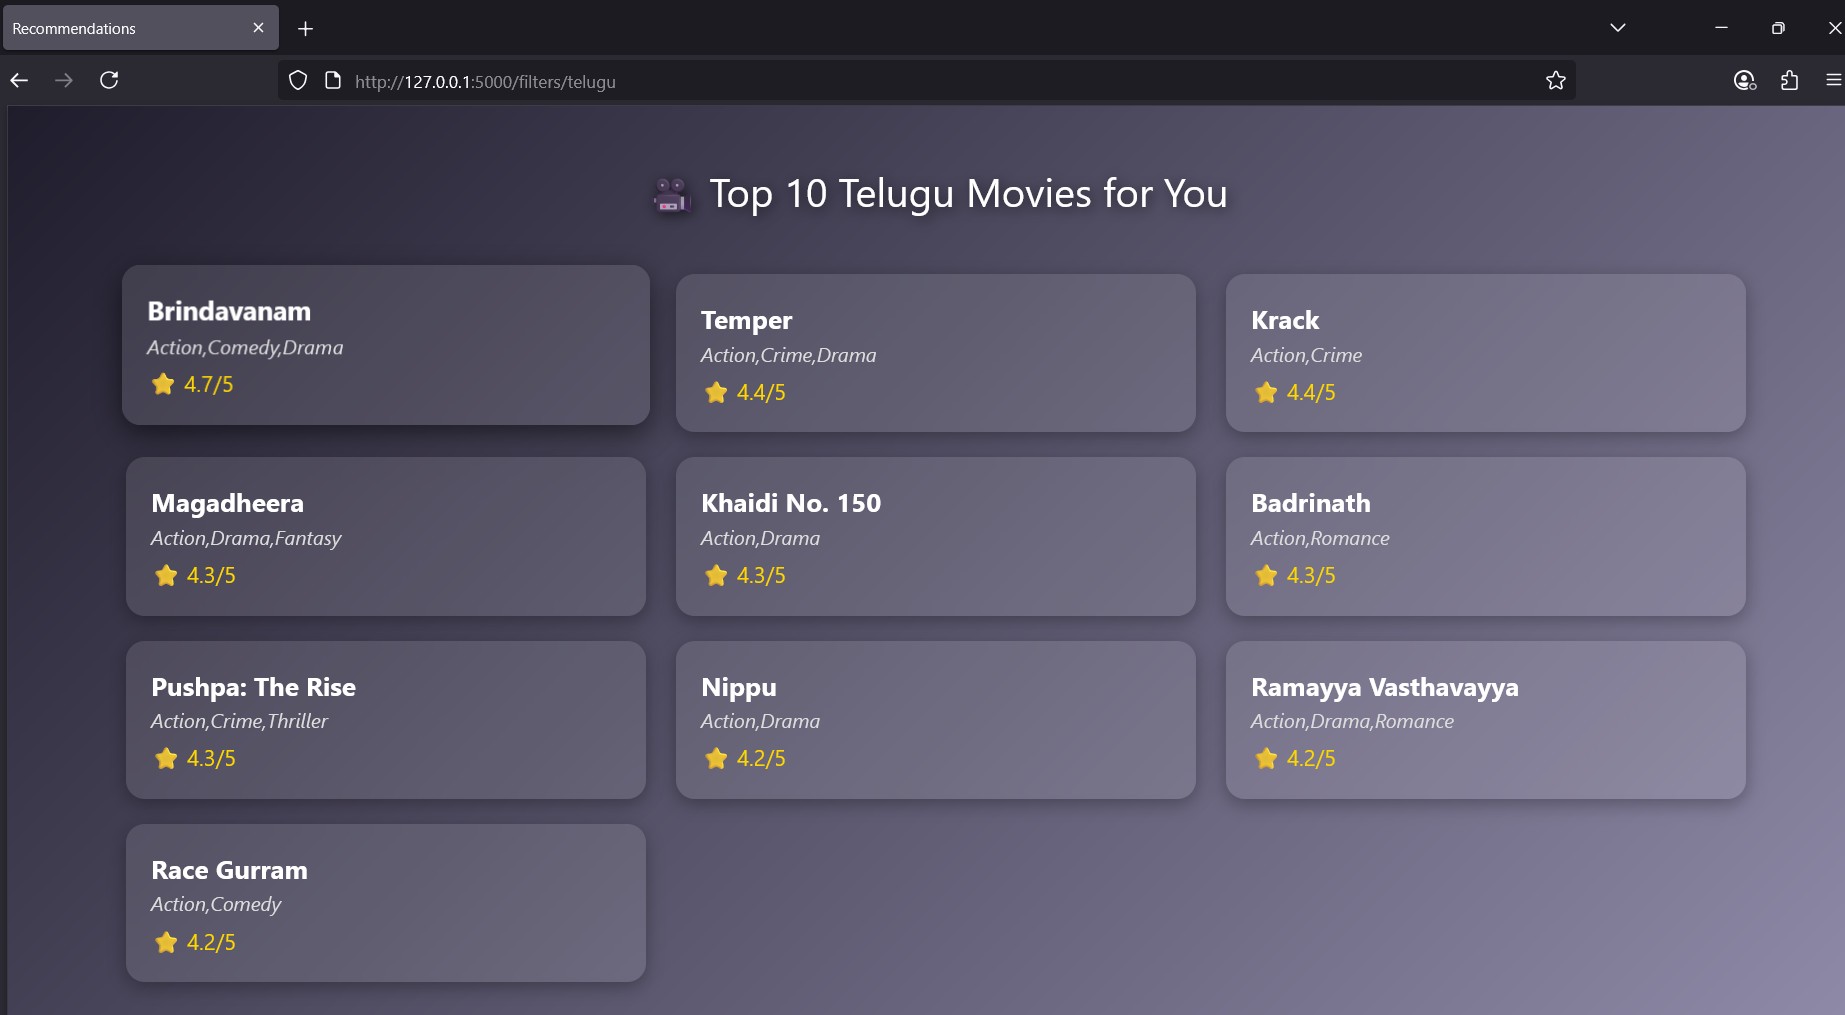 Recommendations
http://127.0.0.1:5000/filters/telugu
Top 10 Telugu Movies for You
Brindavanam
Action,Comedy,Drama
4.7/5
Temper
Action,Crime,Drama
4.4/5
Krack
Action,Crime
4.4/5
Magadheera
Action,Drama,Fantasy
4.3/5
Khaidi No. 150
Action,Drama
4.3/5
Badrinath
Action,Romance
4.3/5
Pushpa: The Rise
Action,Crime,Thriller
4.3/5
Nippu
Action,Drama
4.2/5
Ramayya Vasthavayya
Action,Drama,Romance
4.2/5
Race Gurram
Action,Comedy
4.2/5